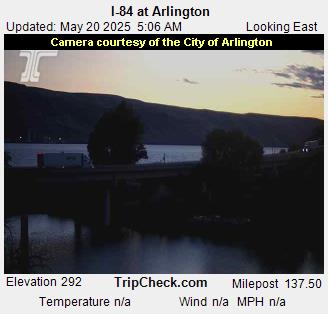 I-84 at Arlington
Updated: May 20 2025 5:06 AM Looking East
Camera courtesy of the City of Arlington
Elevation 292 TripCheck.com Milepost 137.50
Temperature n/a Wind n/a MPH n/a